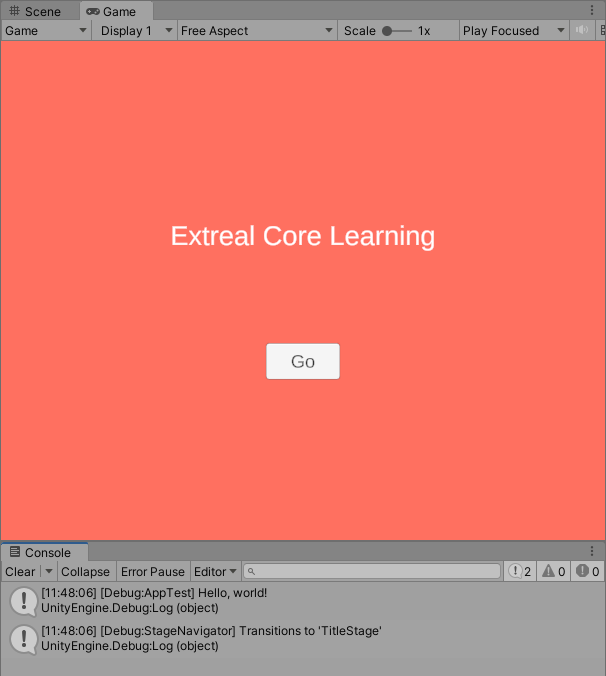 Scene Game
Game Display 1 Free Aspect Scale 1x Play Focused
Extreal Core Learning
Go
Console
Clear Collapse Error Pause Editor 2 0 0
[11:48:06] [Debug:AppTest] Hello, world!
UnityEngine.Debug:Log (object)
[11:48:06] [Debug:StageNavigator] Transitions to 'TitleStage'
UnityEngine.Debug:Log (object)